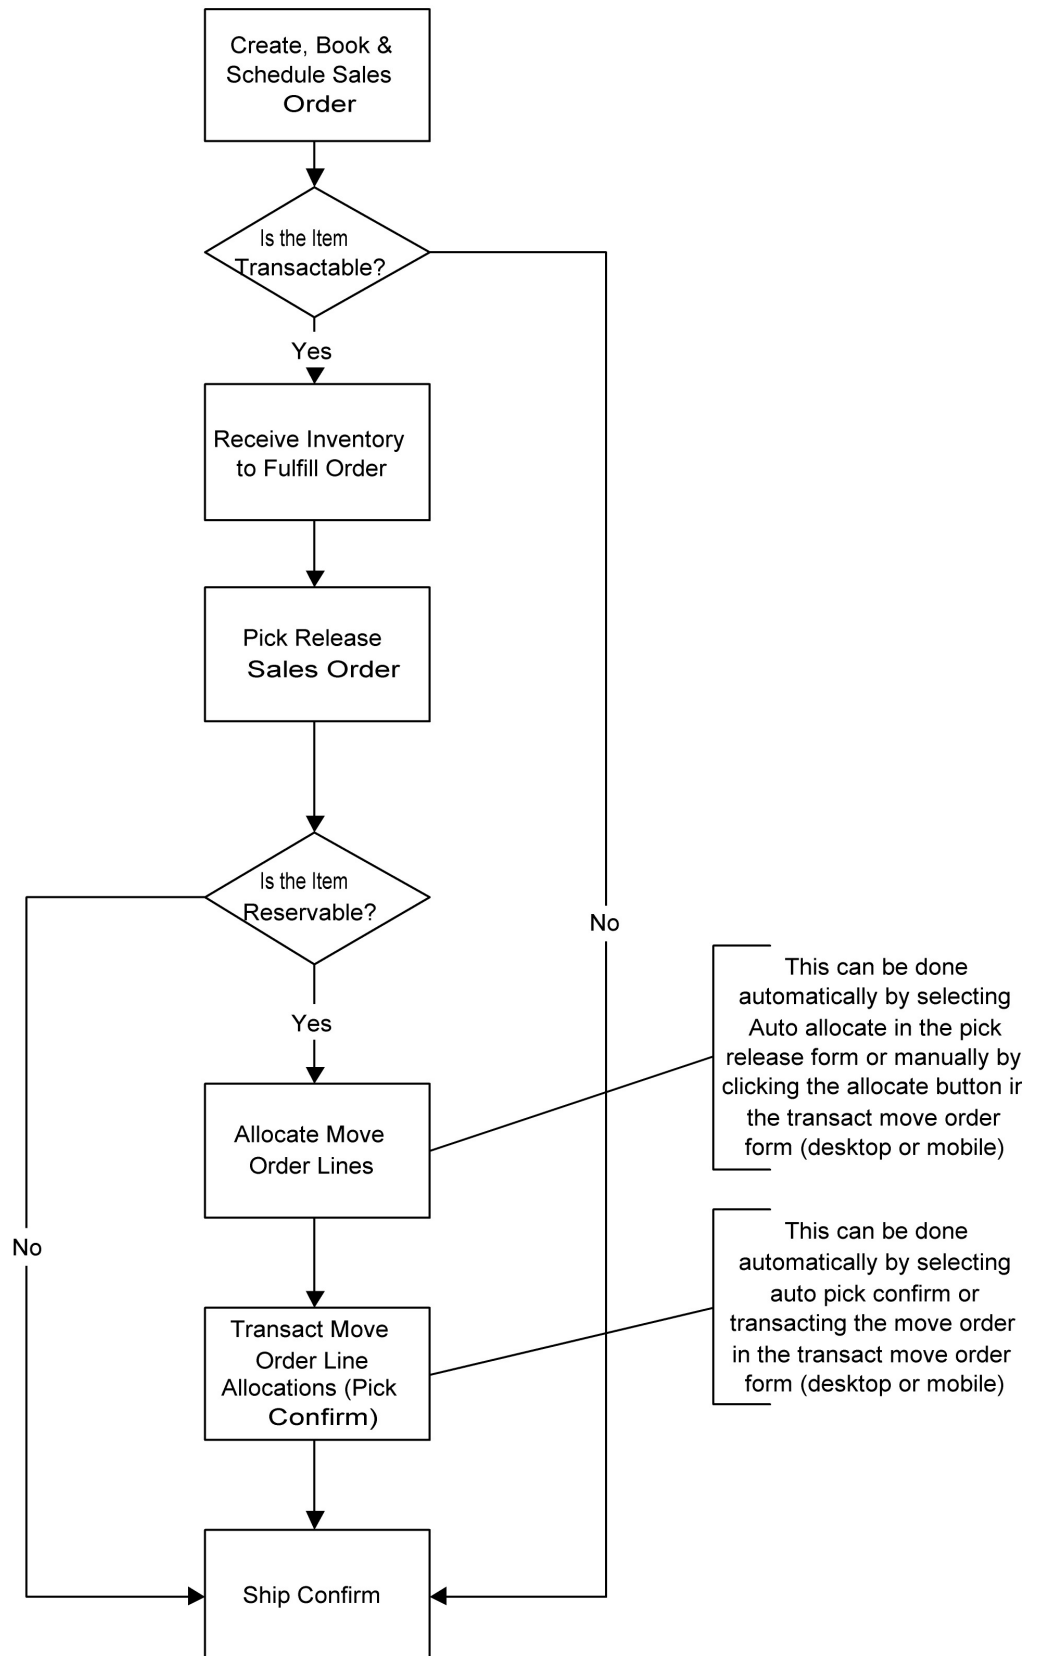 Create, Book &
Schedule Sales
Order
Is the Item
Transactable?
Yes
Receive Inventory
to Fulfill Order
Pick Release
Sales Order
Is the Item
Reservable?
No
Yes
This can be done
automatically by selecting
Auto allocate in the pick
release form or manually by
clicking the allocate button in
the transact move order
form (desktop or mobile)
Allocate Move
Order Lines
No
This can be done
automatically by selecting
auto pick confirm or
transacting the move order
in the transact move order
form (desktop or mobile)
Transact Move
Order Line
Allocations (Pick
Confirm)
Ship Confirm